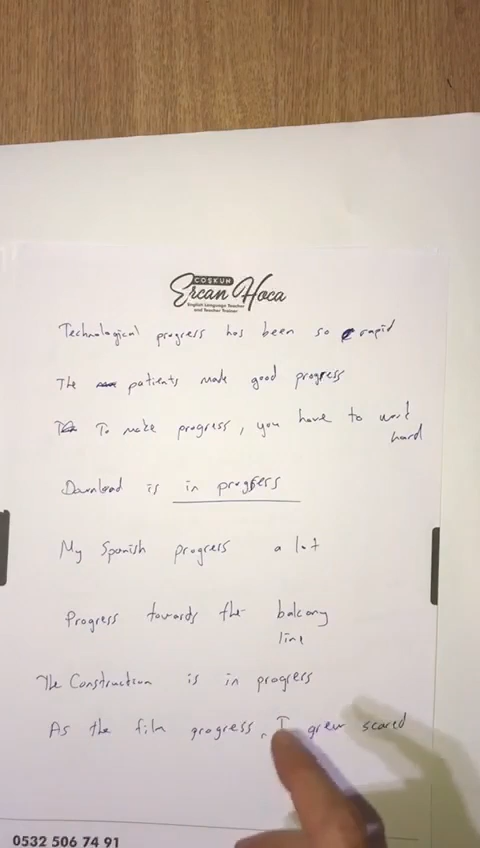 COŞKUN
Ercan Hoca
English Language Teacher
and Teacher Trainer
Technological progress has been so rapid
The patients made good progress
To make progress, you have to work
hard
Download is in progress
My Spanish progress a lot
Progress towards the balcony
line
The Construction is in progress
As the film progress, I grew scared
0532 506 74 91